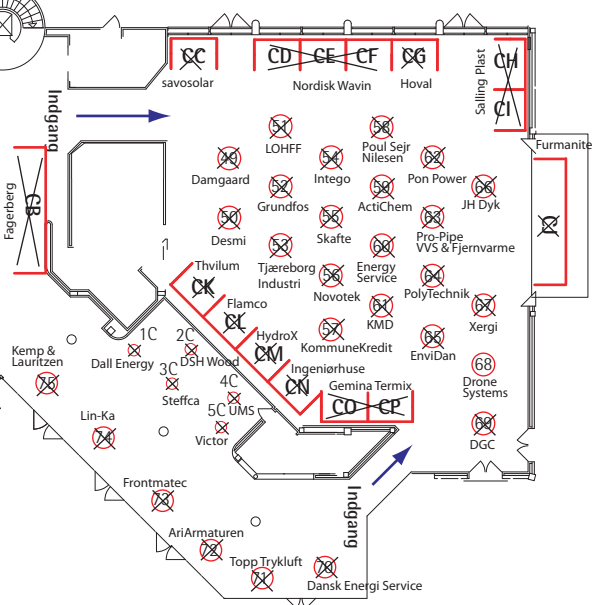 CC
savosolar
CD
CE
CF
Nordisk Wavin
CG
Hoval
CH
CI
Salling Plast
Indgang
Furmanite
CJ
Fagerberg
CB
51
LOHFF
58
Poul Sejr
Nilesen
49
Damgaard
54
Intego
62
Pon Power
52
Grundfos
59
ActiChem
66
JH Dyk
50
Desmi
55
Skafte
63
Pro-Pipe
VVS & Fjernvarme
53
Tjæreborg
Industri
60
Energy
Service
Thvilum
CK
56
Novotek
64
PolyTechnik
Flamco
CL
61
KMD
67
Xergi
HydroX
CM
57
KommuneKredit
65
EnviDan
Ingeniørhuse
CN
68
Drone
Systems
Gemina Termix
CO
CP
69
DGC
1C
Dall Energy
2C
DSH Wood
3C
Steffca
4C
UMS
5C
Victor
Kemp &
Lauritzen
75
Lin-Ka
74
Frontmatec
73
AriArmaturen
72
Topp Trykluft
71
70
Dansk Energi Service
Indgang